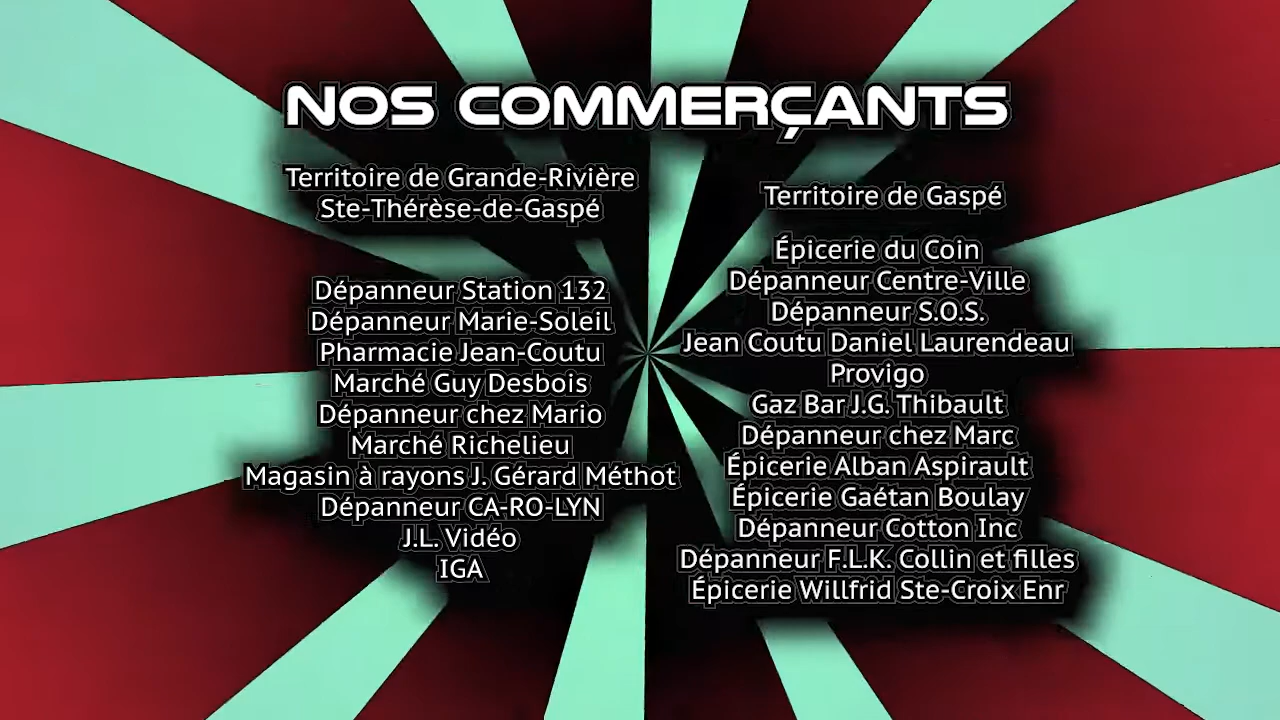 NOS COMMERÇANTS
Territoire de Grande-Rivière
Ste-Thérèse-de-Gaspé
Dépanneur Station 132
Dépanneur Marie-Soleil
Pharmacie Jean-Coutu
Marché Guy Desbois
Dépanneur chez Mario
Marché Richelieu
Magasin à rayons J. Gérard Méthot
Dépanneur CA-RO-LYN
J.L. Vidéo
IGA
Territoire de Gaspé
Épicerie du Coin
Dépanneur Centre-Ville
Dépanneur S.O.S.
Jean Coutu Daniel Laurendeau
Provigo
Gaz Bar J.G. Thibault
Dépanneur chez Marc
Épicerie Alban Aspirault
Épicerie Gaétan Boulay
Dépanneur Cotton Inc
Dépanneur F.L.K. Collin et filles
Épicerie Willfrid Ste-Croix Enr